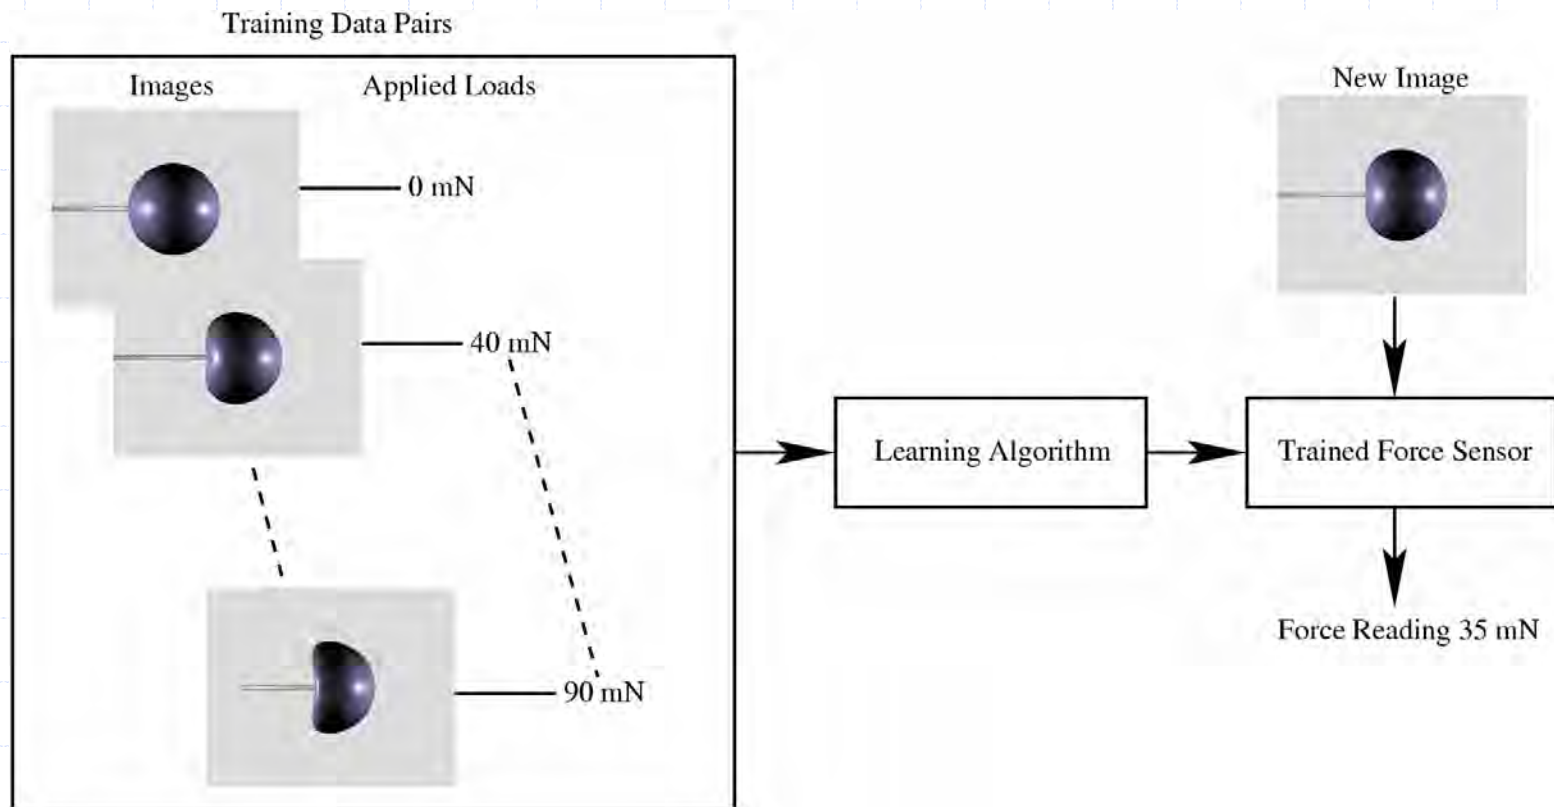 Training Data Pairs
Images Applied Loads
0 mN
40 mN
90 mN
Learning Algorithm
New Image
Trained Force Sensor
Force Reading 35 mN